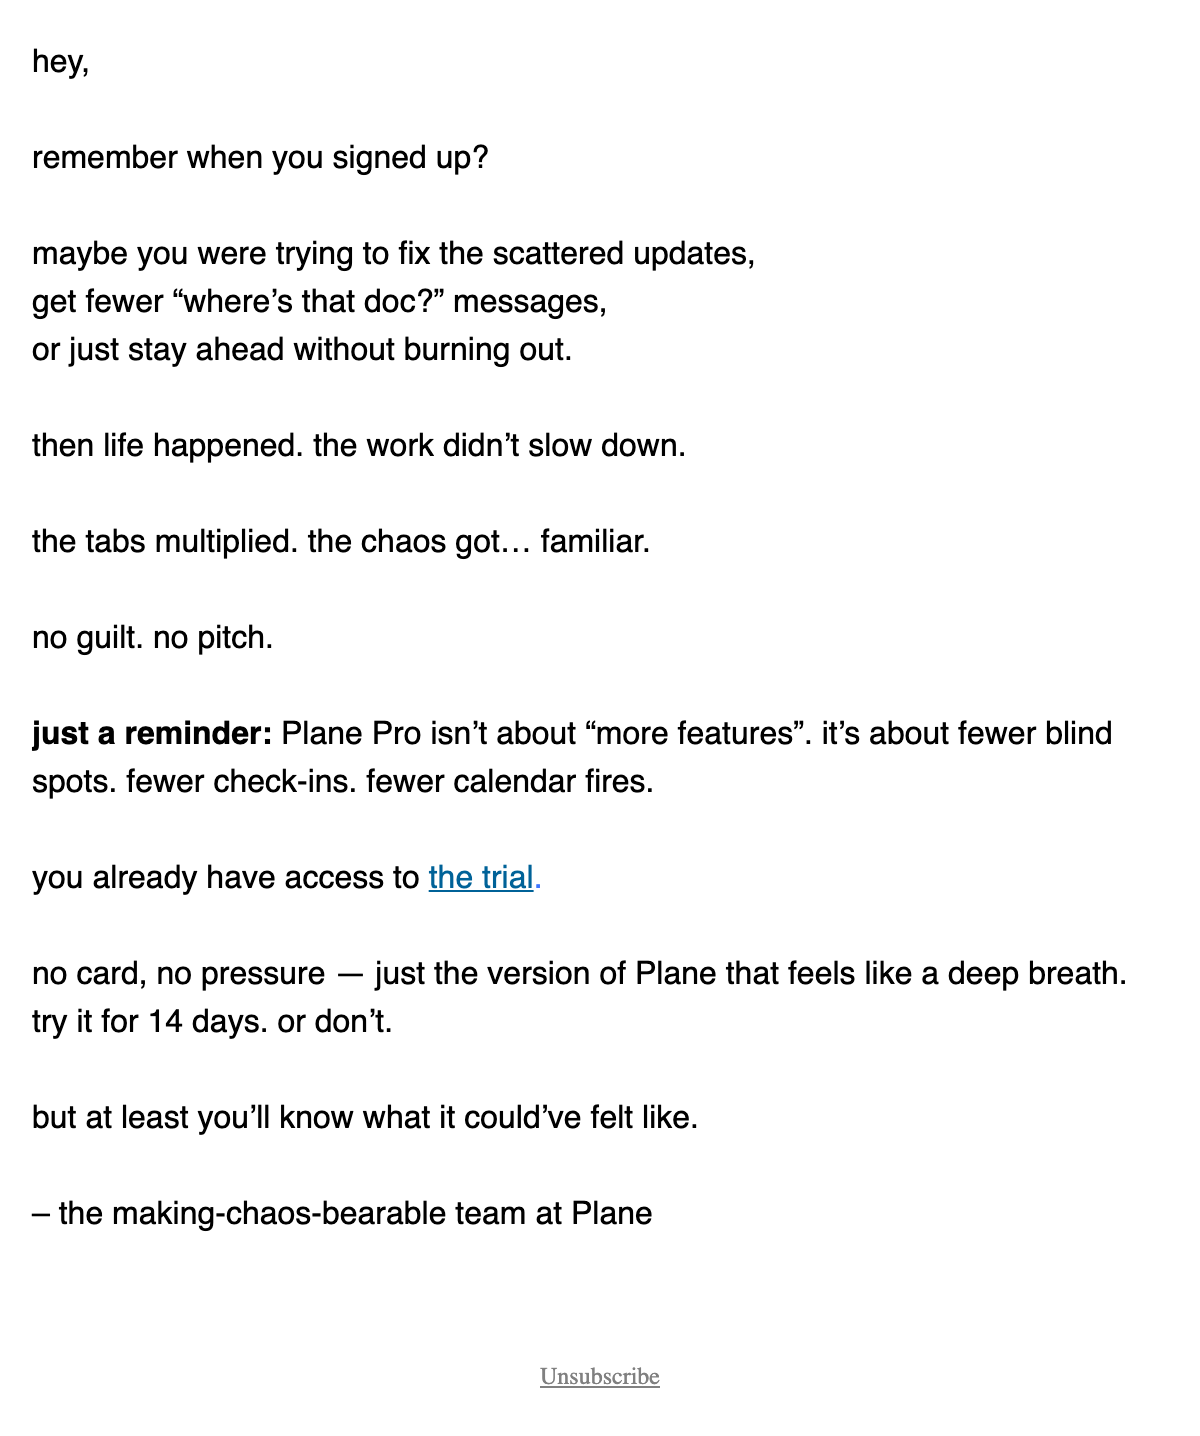 hey,
remember when you signed up?
maybe you were trying to fix the scattered updates,
get fewer “where’s that doc?” messages,
or just stay ahead without burning out.
then life happened. the work didn’t slow down.
the tabs multiplied. the chaos got… familiar.
no guilt. no pitch.
just a reminder: Plane Pro isn’t about “more features”. it’s about fewer blind
spots. fewer check-ins. fewer calendar fires.
you already have access to the trial.
no card, no pressure — just the version of Plane that feels like a deep breath.
try it for 14 days. or don’t.
but at least you’ll know what it could’ve felt like.
– the making-chaos-bearable team at Plane
Unsubscribe